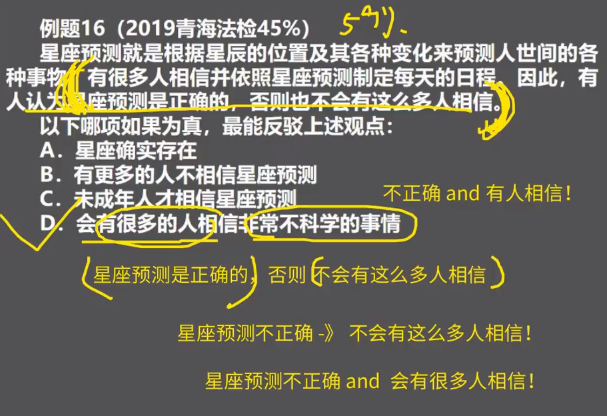 例题16（2019青海法检45%）
星座预测就是根据星辰的位置及其各种变化来预测人世间的各
种事物，有很多人相信并依照星座预测制定每天的日程。因此，有
人认为星座预测是正确的，否则也不会有这么多人相信。
以下哪项如果为真，最能反驳上述观点：
A．星座确实存在
B．有更多的人不相信星座预测
C．未成年人才相信星座预测
不正确 and 有人相信！
D．会有很多的人相信非常不科学的事情
星座预测是正确的，否则 不会有这么多人相信
星座预测不正确 -》 不会有这么多人相信！
星座预测不正确 and 会有很多人相信！